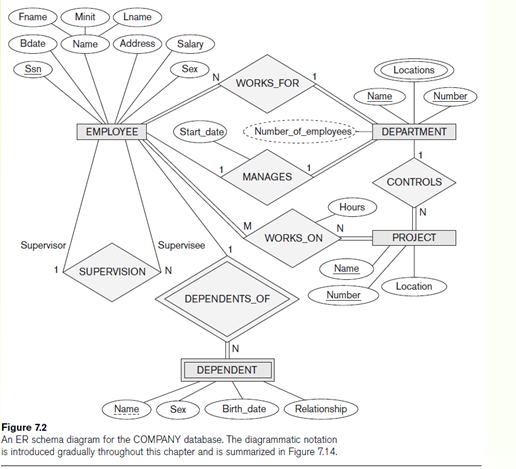 Fname Minit Lname
Bdate Name Address Salary
Ssn Sex
Locations
Name Number
N WORKS_FOR 1
EMPLOYEE
Start_date Number_of_employees DEPARTMENT
1 MANAGES 1
1
CONTROLS
N
Hours
M WORKS_ON N PROJECT
Supervisor Supervisee
1 SUPERVISION N
1
Name
Number Location
DEPENDENTS_OF
N
DEPENDENT
Name Sex Birth_date Relationship
Figure 7.2
An ER schema diagram for the COMPANY database. The diagrammatic notation
is introduced gradually throughout this chapter and is summarized in Figure 7.14.